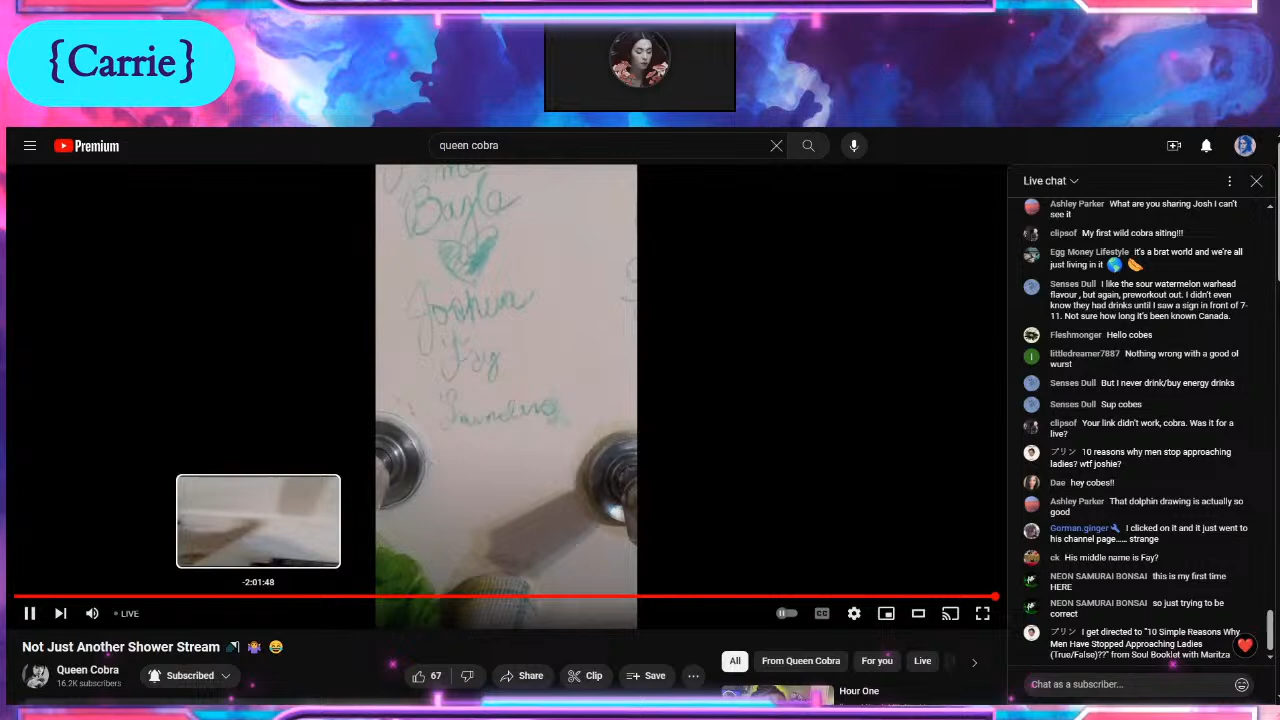 {Carrie}
Premium
queen cobra
Bayla
Joshua
Fay
-2:01:48
LIVE
CC
Not Just Another Shower Stream
Queen Cobra
16.2K subscribers
Subscribed
67
Share
Clip
Save
All
From Queen Cobra
For you
Live
Hour One
Live chat
Ashley Parker What are you sharing Josh I can't
see it
clipsof My first wild cobra siting!!!
Egg Money Lifestyle it's a brat world and we're all
just living in it
Senses Dull I like the sour watermelon warhead
flavour , but again, preworkout out. I didn't even
know they had drinks until I saw a sign in front of 7-
11. Not sure how long it's been known Canada.
Fleshmonger Hello cobes
littledreamer7887 Nothing wrong with a good ol
wurst
Senses Dull But I never drink/buy energy drinks
Senses Dull Sup cobes
clipsof Your link didn't work, cobra. Was it for a
live?
プリン 10 reasons why men stop approaching
ladies? wtf joshie?
Dae hey cobes!!
Ashley Parker That dolphin drawing is actually so
good
Gorman.ginger I clicked on it and it just went to
his channel page...... strange
ck His middle name is Fay?
NEON SAMURAI BONSAI this is my first time
HERE
NEON SAMURAI BONSAI so just trying to be
correct
プリン I get directed to "10 Simple Reasons Why
Men Have Stopped Approaching Ladies
(True/False)??" from Soul Booklet with Maritza
Chat as a subscriber...